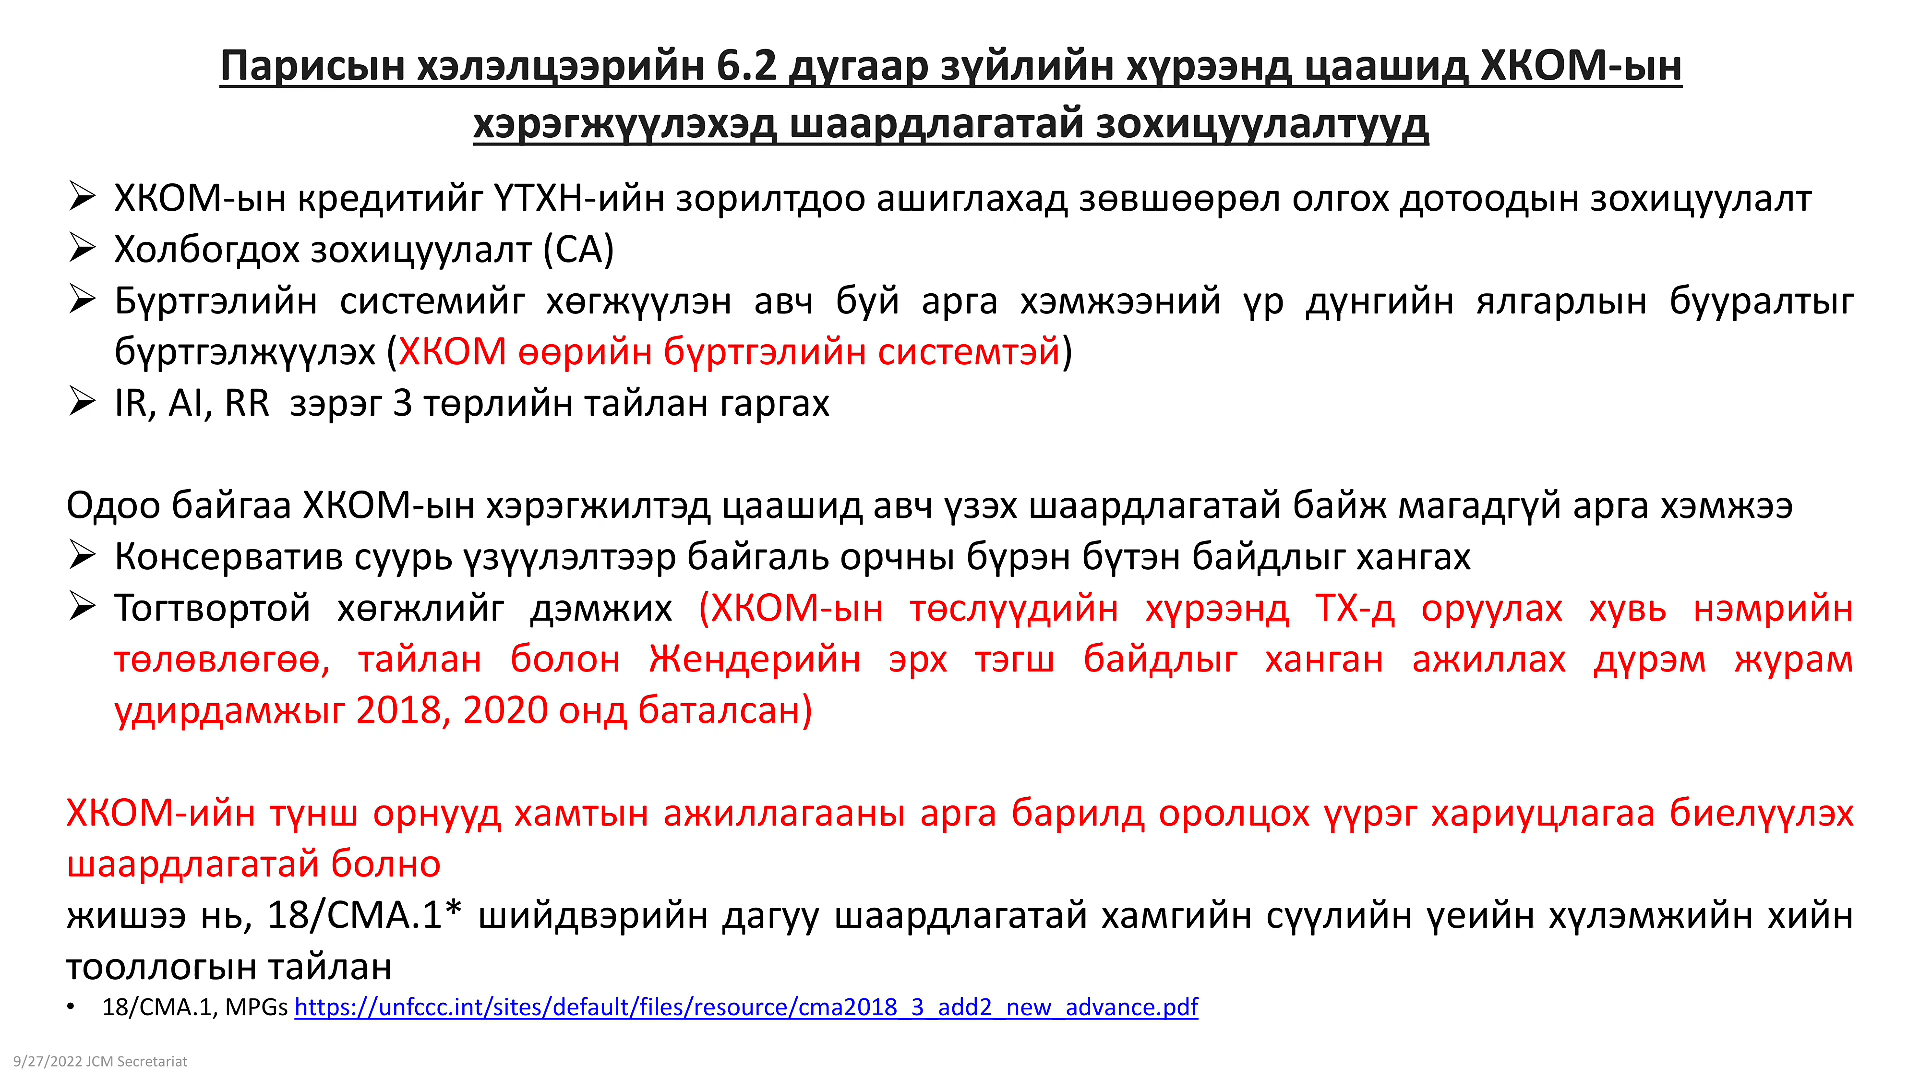 Парисын хэлэлцээрийн 6.2 дугаар зүйлийн хүрээнд цаашид ХКОМ-ын
хэрэгжүүлэхэд шаардлагатай зохицуулалтууд
➢ ХКОМ-ын кредитийг ҮТХН-ийн зорилтдоо ашиглахад зөвшөөрөл олгох дотоодын зохицуулалт
➢ Холбогдох зохицуулалт (CA)
➢ Бүртгэлийн системийг хөгжүүлэн авч буй арга хэмжээний үр дүнгийн ялгарлын бууралтыг
бүртгэлжүүлэх (ХКОМ өөрийн бүртгэлийн системтэй)
➢ IR, AI, RR зэрэг 3 төрлийн тайлан гаргах
Одоо байгаа ХКОМ-ын хэрэгжилтэд цаашид авч үзэх шаардлагатай байж магадгүй арга хэмжээ
➢ Консерватив суурь үзүүлэлтээр байгаль орчны бүрэн бүтэн байдлыг хангах
➢ Тогтвортой хөгжлийг дэмжих (ХКОМ-ын төслүүдийн хүрээнд ТХ-д оруулах хувь нэмрийн
төлөвлөгөө, тайлан болон Жендерийн эрх тэгш байдлыг ханган ажиллах дүрэм журам
удирдамжыг 2018, 2020 онд баталсан)
ХКОМ-ийн түнш орнууд хамтын ажиллагааны арга барилд оролцох үүрэг хариуцлагаа биелүүлэх
шаардлагатай болно
жишээ нь, 18/CMA.1* шийдвэрийн дагуу шаардлагатай хамгийн сүүлийн үеийн хүлэмжийн хийн
тооллогын тайлан
• 18/CMA.1, MPGs https://unfccc.int/sites/default/files/resource/cma2018_3_add2_new_advance.pdf
9/27/2022 JCM Secretariat